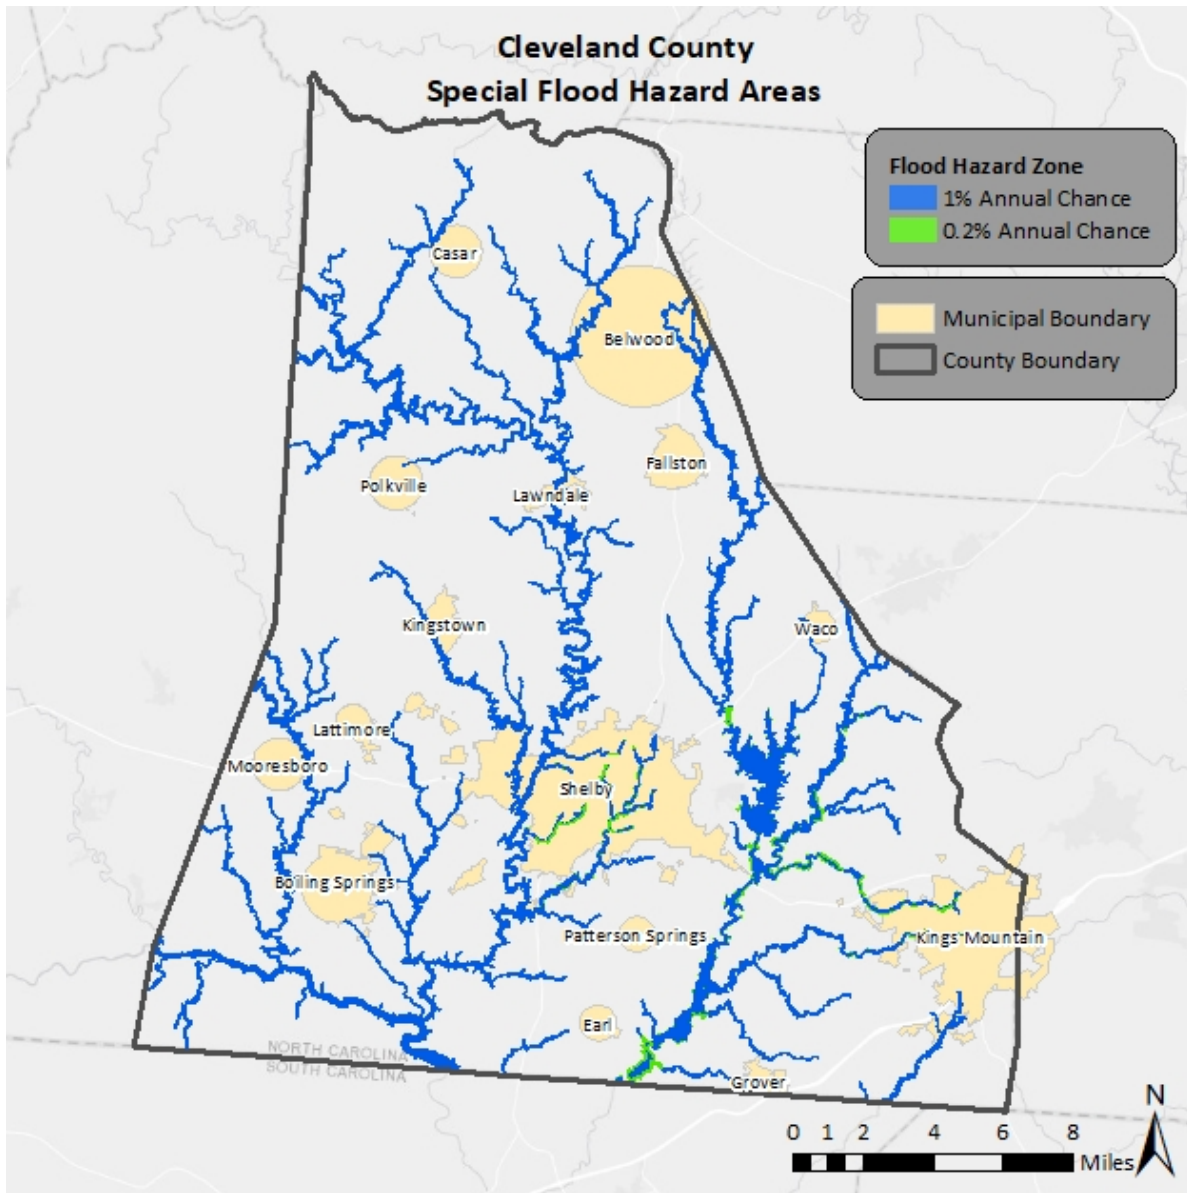 Cleveland County
Special Flood Hazard Areas
Flood Hazard Zone
1% Annual Chance
0.2% Annual Chance
Municipal Boundary
County Boundary
Casar
Belwood
Fallston
Polkville
Lawndale
Kingstown
Waco
Lattimore
Mooresboro
Shelby
Boiling Springs
Patterson Springs
Kings Mountain
Earl
NORTH CAROLINA
SOUTH CAROLINA
Grover
N
0 1 2 4 6 8
Miles